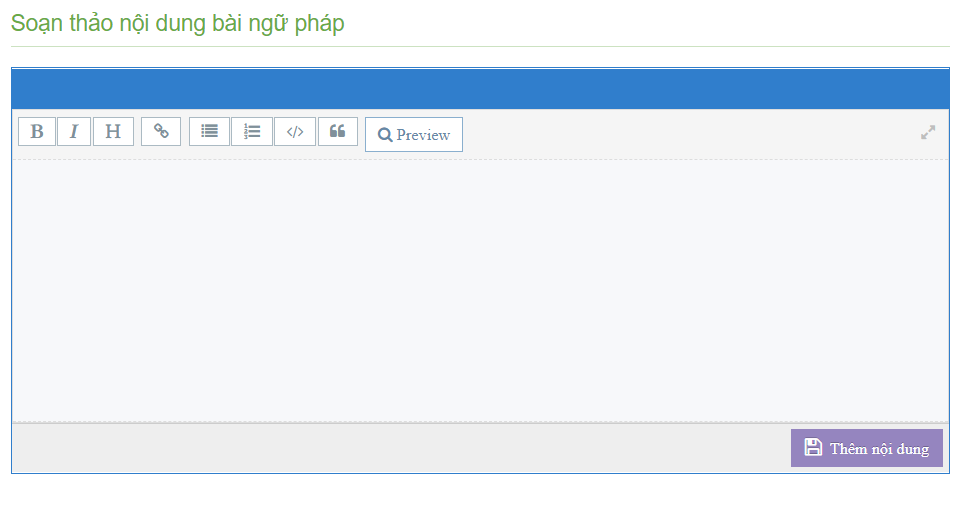 Soạn thảo nội dung bài ngữ pháp
B I H </> Preview
Thêm nội dung